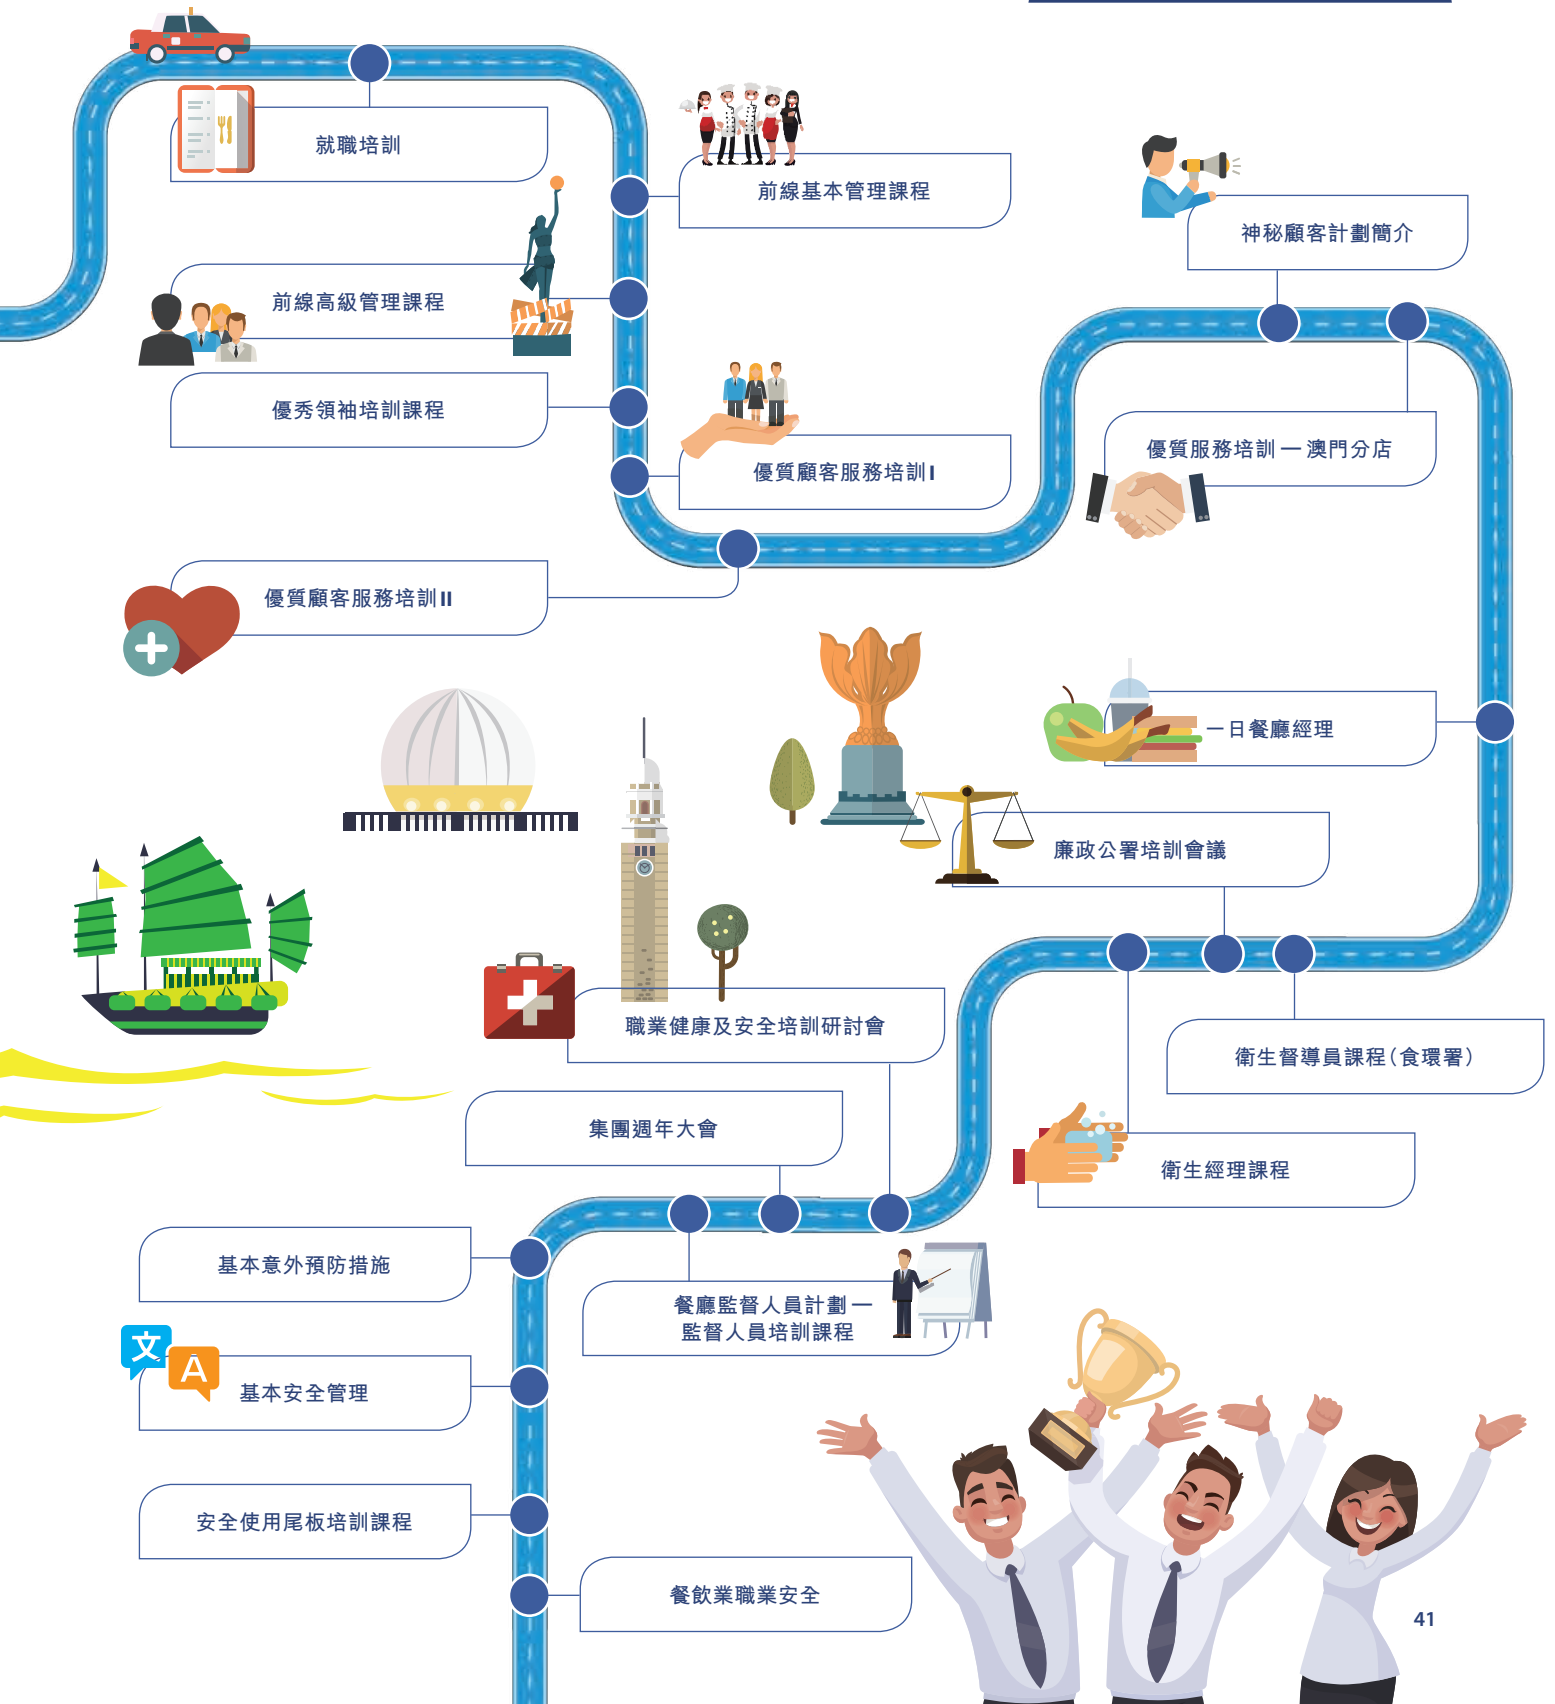 就職培訓
前線基本管理課程
神秘顧客計劃簡介
前線高級管理課程
優秀領袖培訓課程
優質顧客服務培訓I
優質服務培訓 — 澳門分店
優質顧客服務培訓II
一日餐廳經理
廉政公署培訓會議
職業健康及安全培訓研討會
衛生督導員課程(食環署)
集團週年大會
衛生經理課程
基本意外預防措施
餐廳監督人員計劃 —
監督人員培訓課程
文
A
基本安全管理
安全使用尾板培訓課程
餐飲業職業安全
41